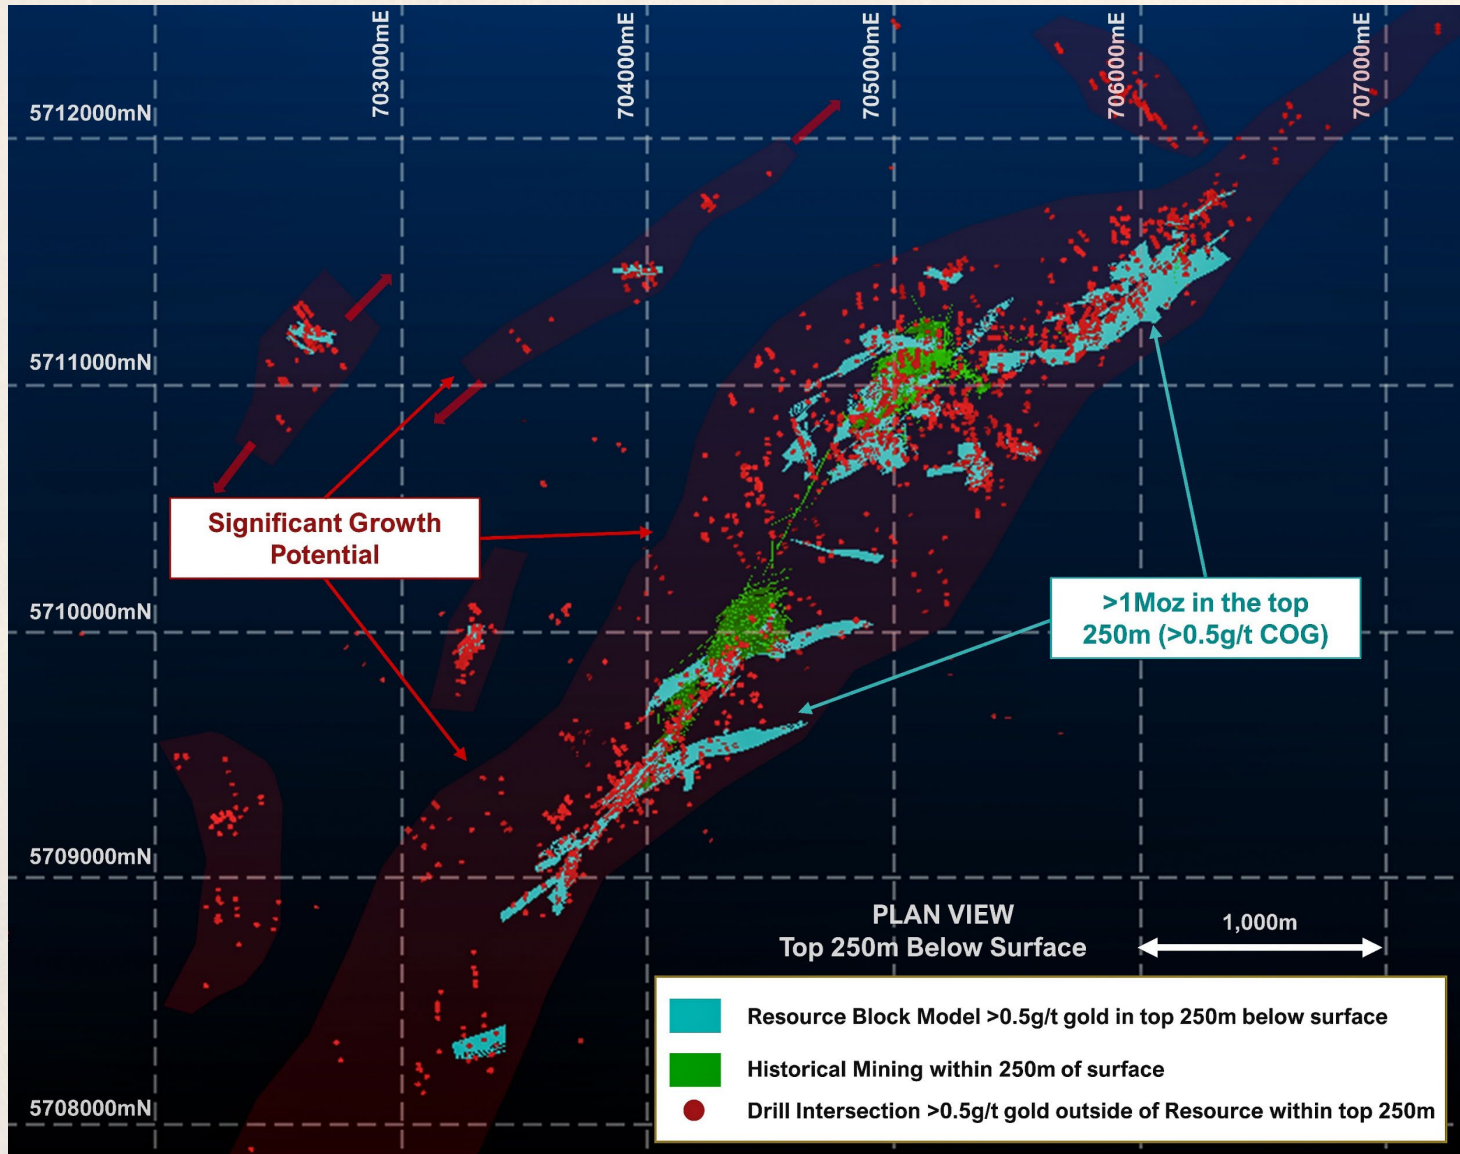 703000mE
704000mE
705000mE
706000mE
707000mE
5712000mN
5711000mN
5710000mN
5709000mN
5708000mN
Significant Growth
Potential
>1Moz in the top
250m (>0.5g/t COG)
PLAN VIEW
Top 250m Below Surface
1,000m
Resource Block Model >0.5g/t gold in top 250m below surface
Historical Mining within 250m of surface
Drill Intersection >0.5g/t gold outside of Resource within top 250m